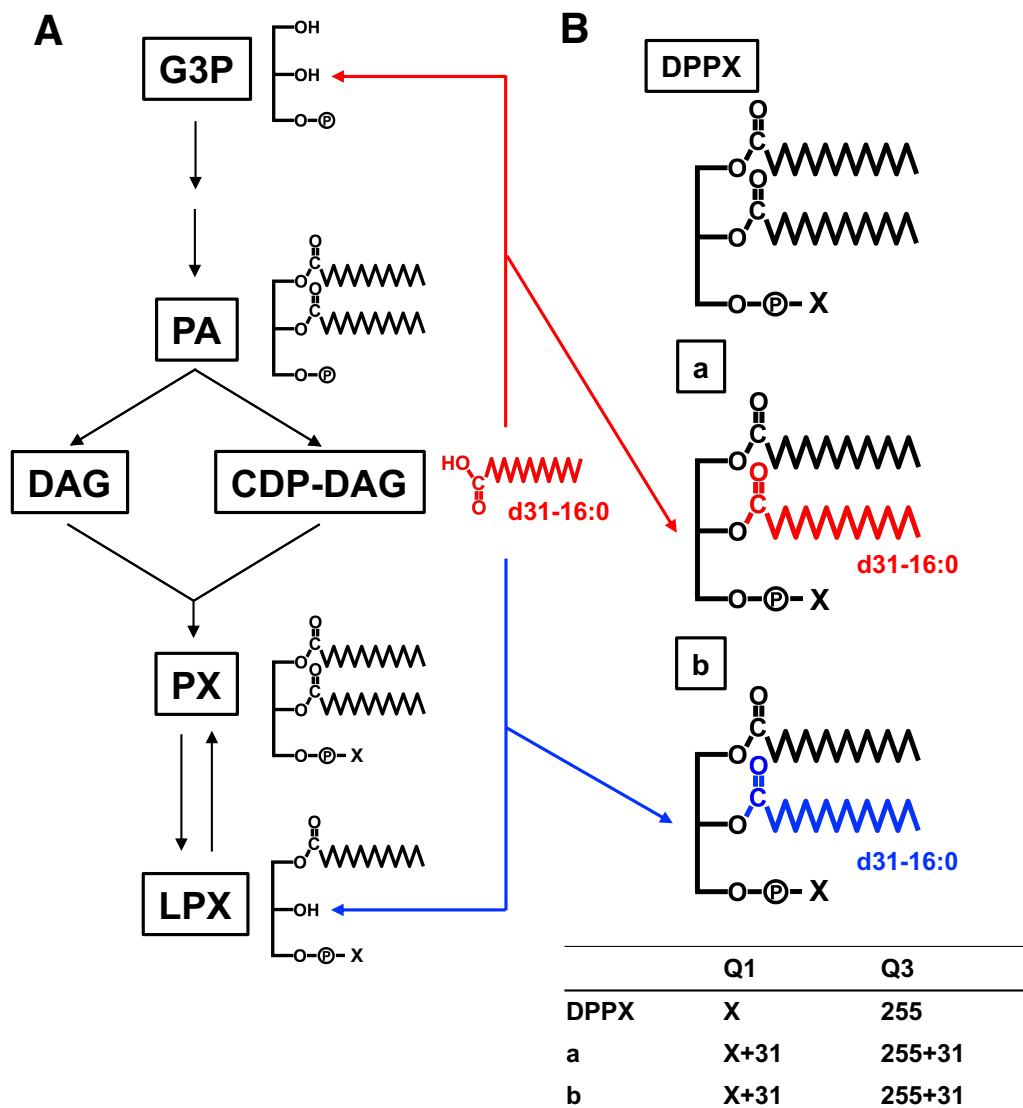 A
G3P
OH
OH
O-P
PA
O
C
O
O
C
O
O-P
DAG
CDP-DAG
HO
C
O
d31-16:0
PX
O
C
O
O
C
O
O-P-X
LPX
O
C
O
OH
O-P-X
B
DPPX
O
C
O
O
C
O
O-P-X
a
O
C
O
O
C
O
d31-16:0
O-P-X
b
O
C
O
O
C
O
d31-16:0
O-P-X
Q1 Q3
DPPX X 255
a X+31 255+31
b X+31 255+31